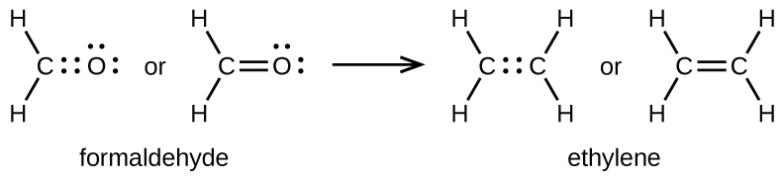 H H H H H H
C :: O : or C = O : → C :: C or C = C
H H H H H H
formaldehyde ethylene